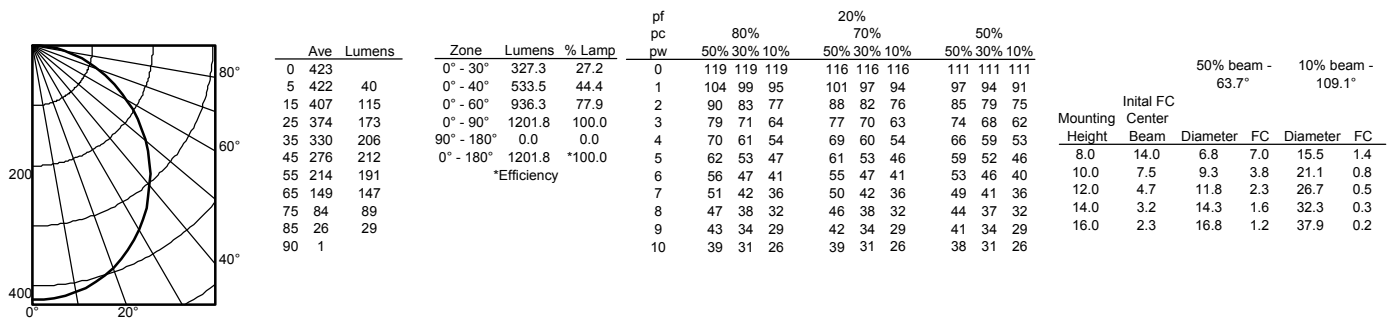 80°
60°
40°
200
400
0°
20°
Ave Lumens
0 423
5 422 40
15 407 115
25 374 173
35 330 206
45 276 212
55 214 191
65 149 147
75 84 89
85 26 29
90 1
Zone Lumens % Lamp
0° - 30° 327.3 27.2
0° - 40° 533.5 44.4
0° - 60° 936.3 77.9
0° - 90° 1201.8 100.0
90° - 180° 0.0 0.0
0° - 180° 1201.8 *100.0
*Efficiency
pf 20%
pc 80% 70% 50%
pw 50% 30% 10% 50% 30% 10% 50% 30% 10%
0 119 119 119 116 116 116 111 111 111
1 104 99 95 101 97 94 97 94 91
2 90 83 77 88 82 76 85 79 75
3 79 71 64 77 70 63 74 68 62
4 70 61 54 69 60 54 66 59 53
5 62 53 47 61 53 46 59 52 46
6 56 47 41 55 47 41 53 46 40
7 51 42 36 50 42 36 49 41 36
8 47 38 32 46 38 32 44 37 32
9 43 34 29 42 34 29 41 34 29
10 39 31 26 39 31 26 38 31 26
50% beam - 10% beam -
63.7° 109.1°
Inital FC
Mounting Center
Height Beam Diameter FC Diameter FC
8.0 14.0 6.8 7.0 15.5 1.4
10.0 7.5 9.3 3.8 21.1 0.8
12.0 4.7 11.8 2.3 26.7 0.5
14.0 3.2 14.3 1.6 32.3 0.3
16.0 2.3 16.8 1.2 37.9 0.2